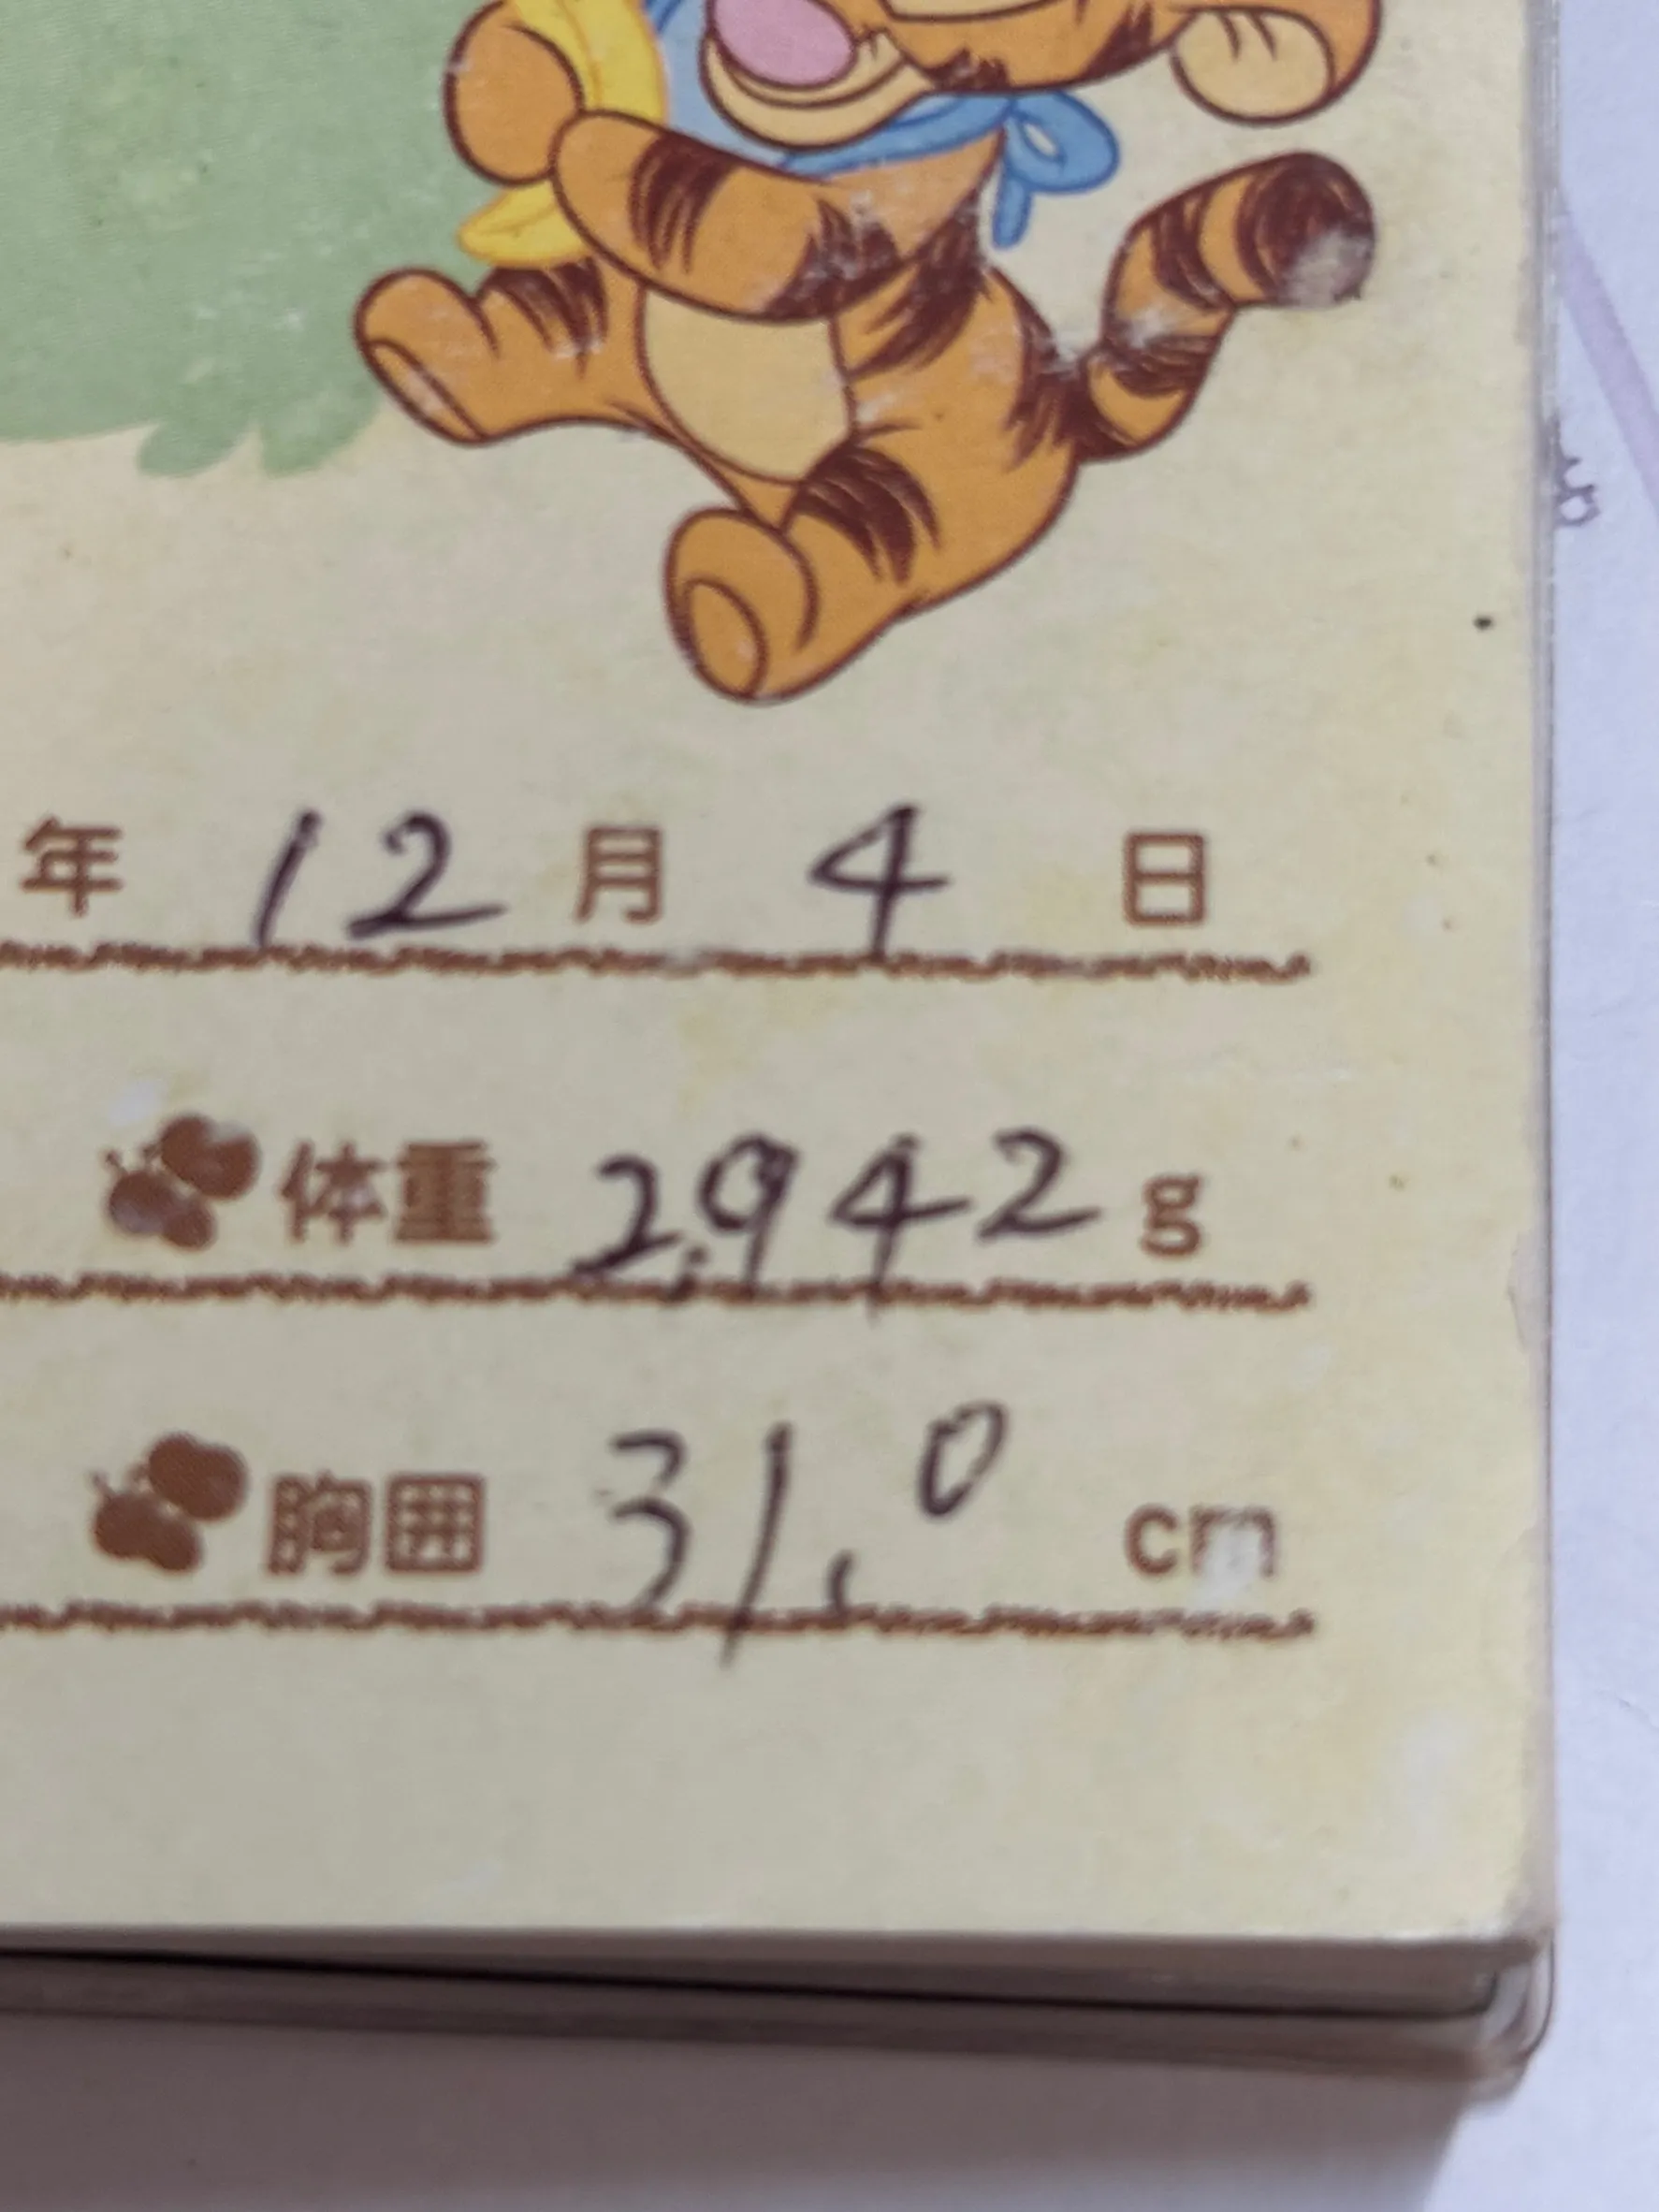 年 12 月 4 日
体重 2,942 g
胸囲 31.0 cm